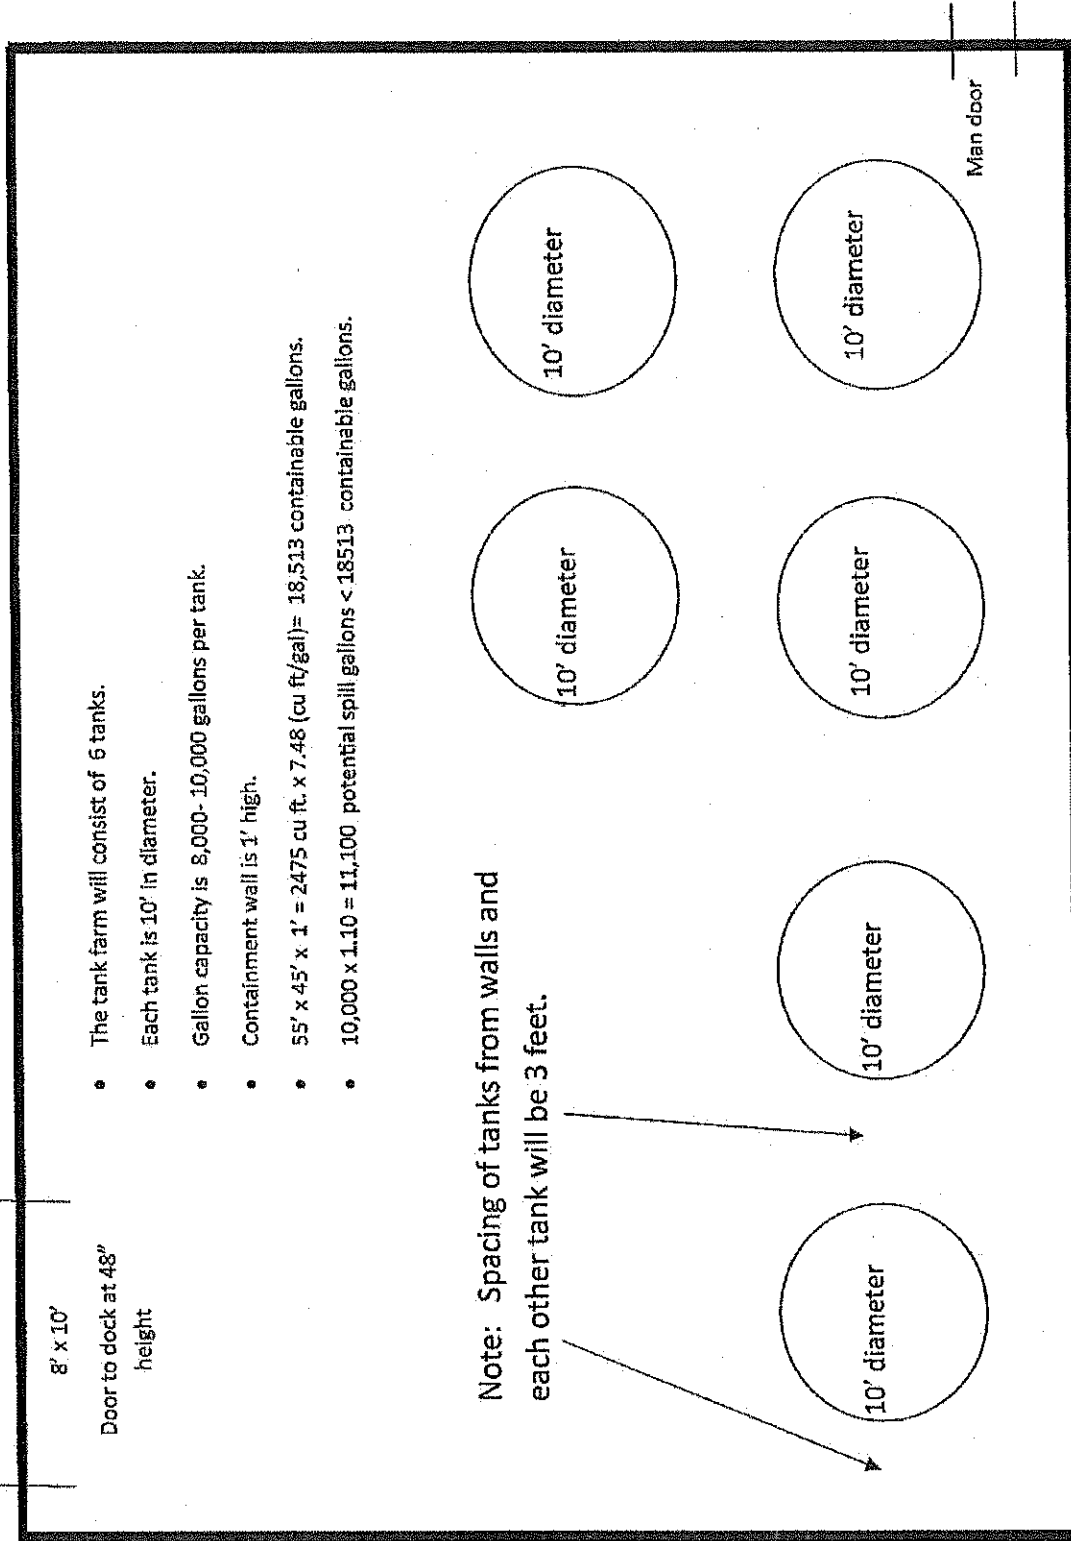 8' x 10'
Door to dock at 48"
height
• The tank farm will consist of 6 tanks.
• Each tank is 10' in diameter.
• Gallon capacity is 8,000- 10,000 gallons per tank.
• Containment wall is 1' high.
• 55' x 45' x 1' = 2475 cu ft. x 7.48 (cu ft/gal)= 18,513 containable gallons.
• 10,000 x 1.10 = 11,100 potential spill gallons < 18513 containable gallons.
Note: Spacing of tanks from walls and
each other tank will be 3 feet.
10' diameter
10' diameter
10' diameter
10' diameter
10' diameter
10' diameter
Man door